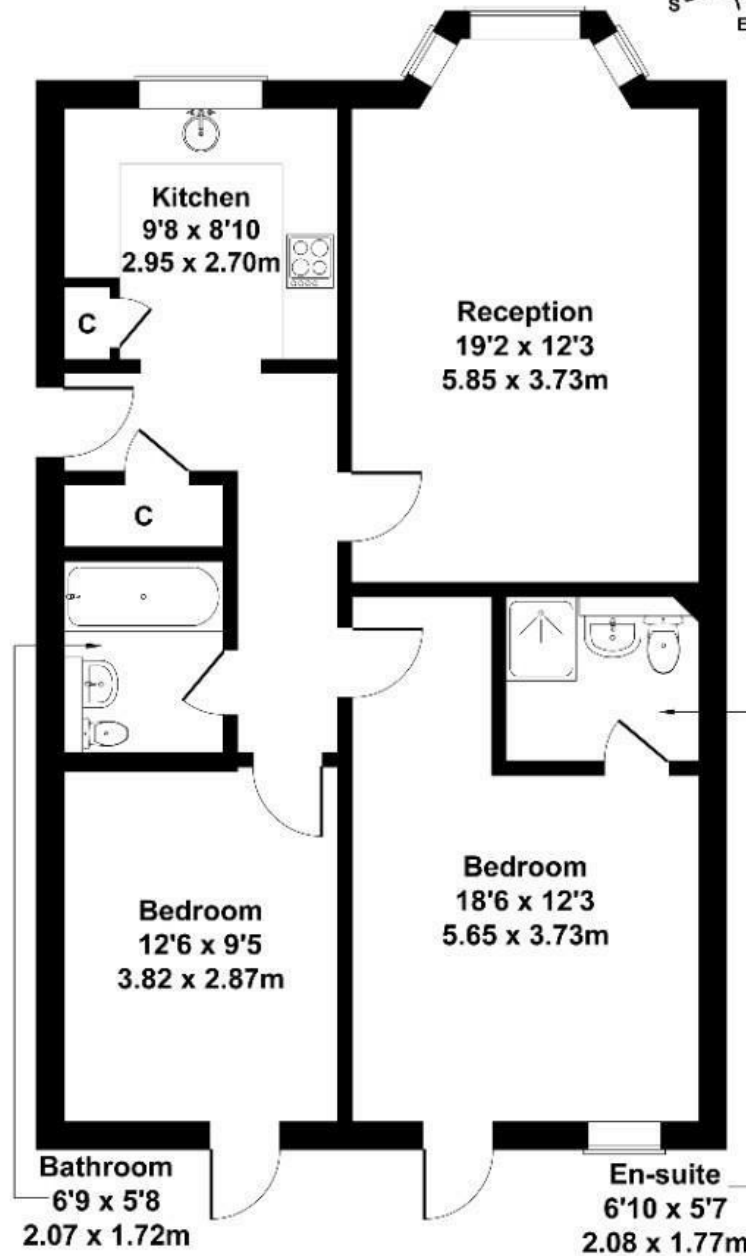 S
E
Kitchen
9'8 x 8'10
2.95 x 2.70m
C
Reception
19'2 x 12'3
5.85 x 3.73m
C
Bedroom
12'6 x 9'5
3.82 x 2.87m
Bedroom
18'6 x 12'3
5.65 x 3.73m
Bathroom
6'9 x 5'8
2.07 x 1.72m
En-suite
6'10 x 5'7
2.08 x 1.77m